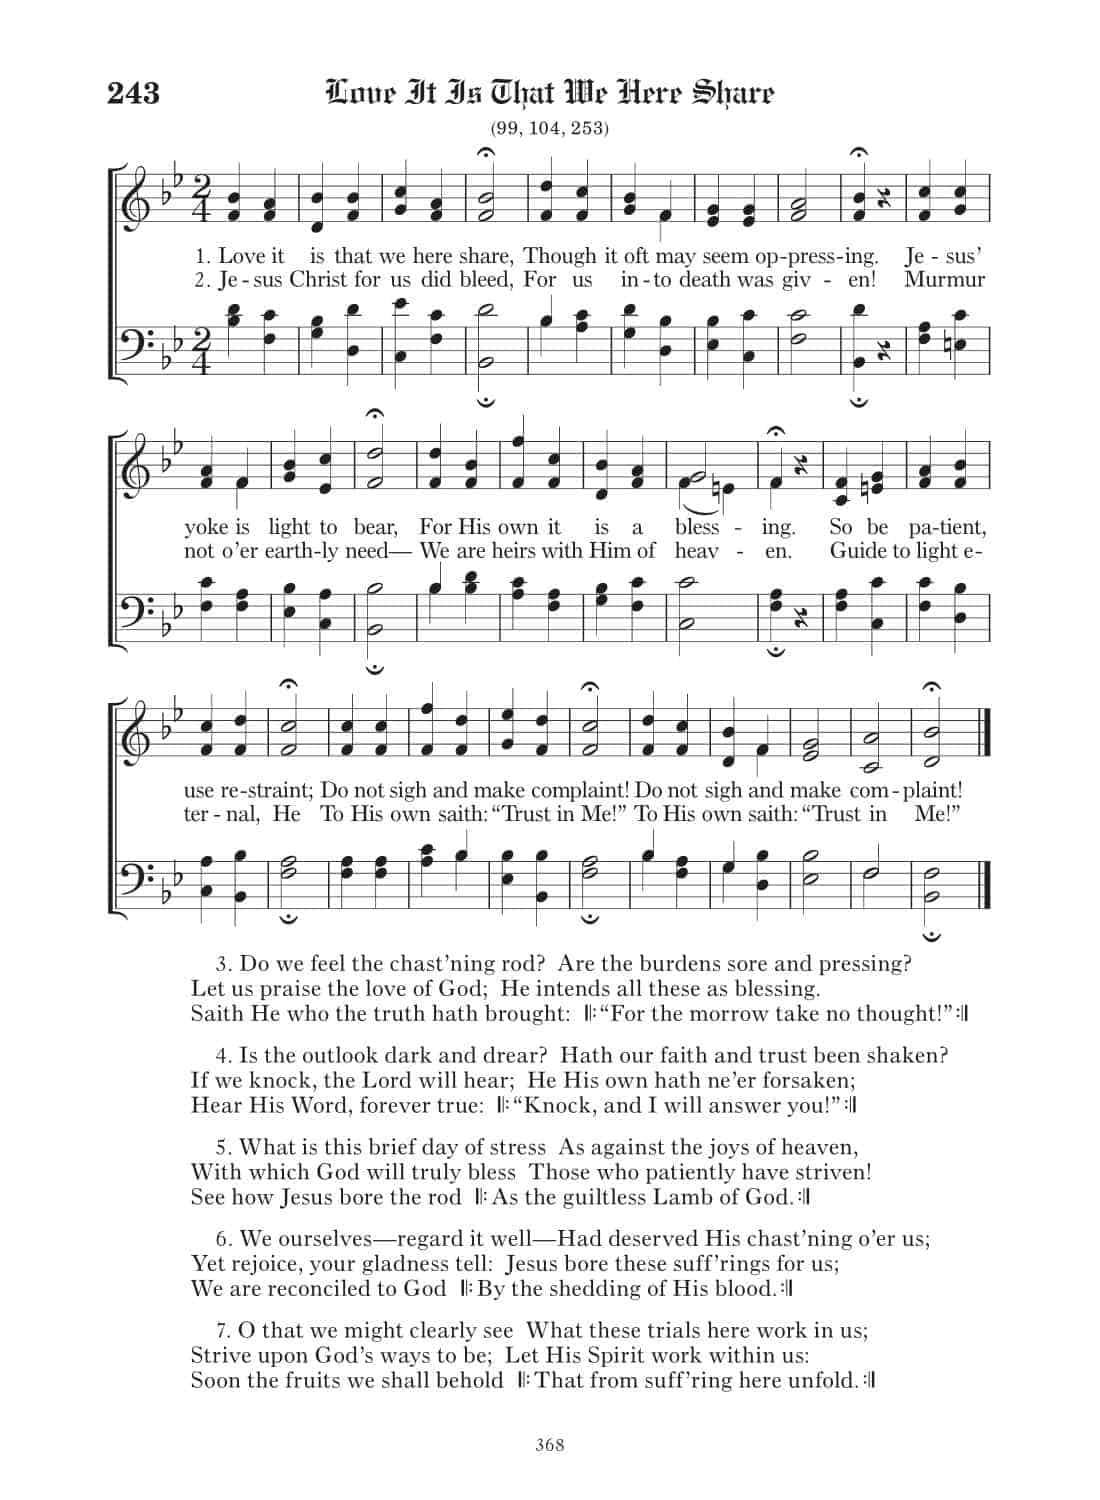 243 Love It Is That We Here Share
(99, 104, 253)
1. Love it is that we here share, Though it oft may seem op-press-ing. Je - sus’
2. Je - sus Christ for us did bleed, For us in - to death was giv - en! Murmur
yoke is light to bear, For His own it is a bless - ing. So be pa-tient,
not o’er earth-ly need— We are heirs with Him of heav - en. Guide to light e-
use re-straint; Do not sigh and make complaint! Do not sigh and make com-plaint!
ter - nal, He To His own saith: “Trust in Me!” To His own saith: “Trust in Me!”
3. Do we feel the chast’ning rod? Are the burdens sore and pressing?
Let us praise the love of God; He intends all these as blessing.
Saith He who the truth hath brought: 𝄆 “For the morrow take no thought!” 𝄇
4. Is the outlook dark and drear? Hath our faith and trust been shaken?
If we knock, the Lord will hear; He His own hath ne’er forsaken;
Hear His Word, forever true: 𝄆 “Knock, and I will answer you!” 𝄇
5. What is this brief day of stress As against the joys of heaven,
With which God will truly bless Those who patiently have striven!
See how Jesus bore the rod 𝄆 As the guiltless Lamb of God. 𝄇
6. We ourselves—regard it well—Had deserved His chast’ning o’er us;
Yet rejoice, your gladness tell: Jesus bore these suff’rings for us;
We are reconciled to God 𝄆 By the shedding of His blood. 𝄇
7. O that we might clearly see What these trials here work in us;
Strive upon God’s ways to be; Let His Spirit work within us:
Soon the fruits we shall behold 𝄆 That from suff’ring here unfold. 𝄇
368